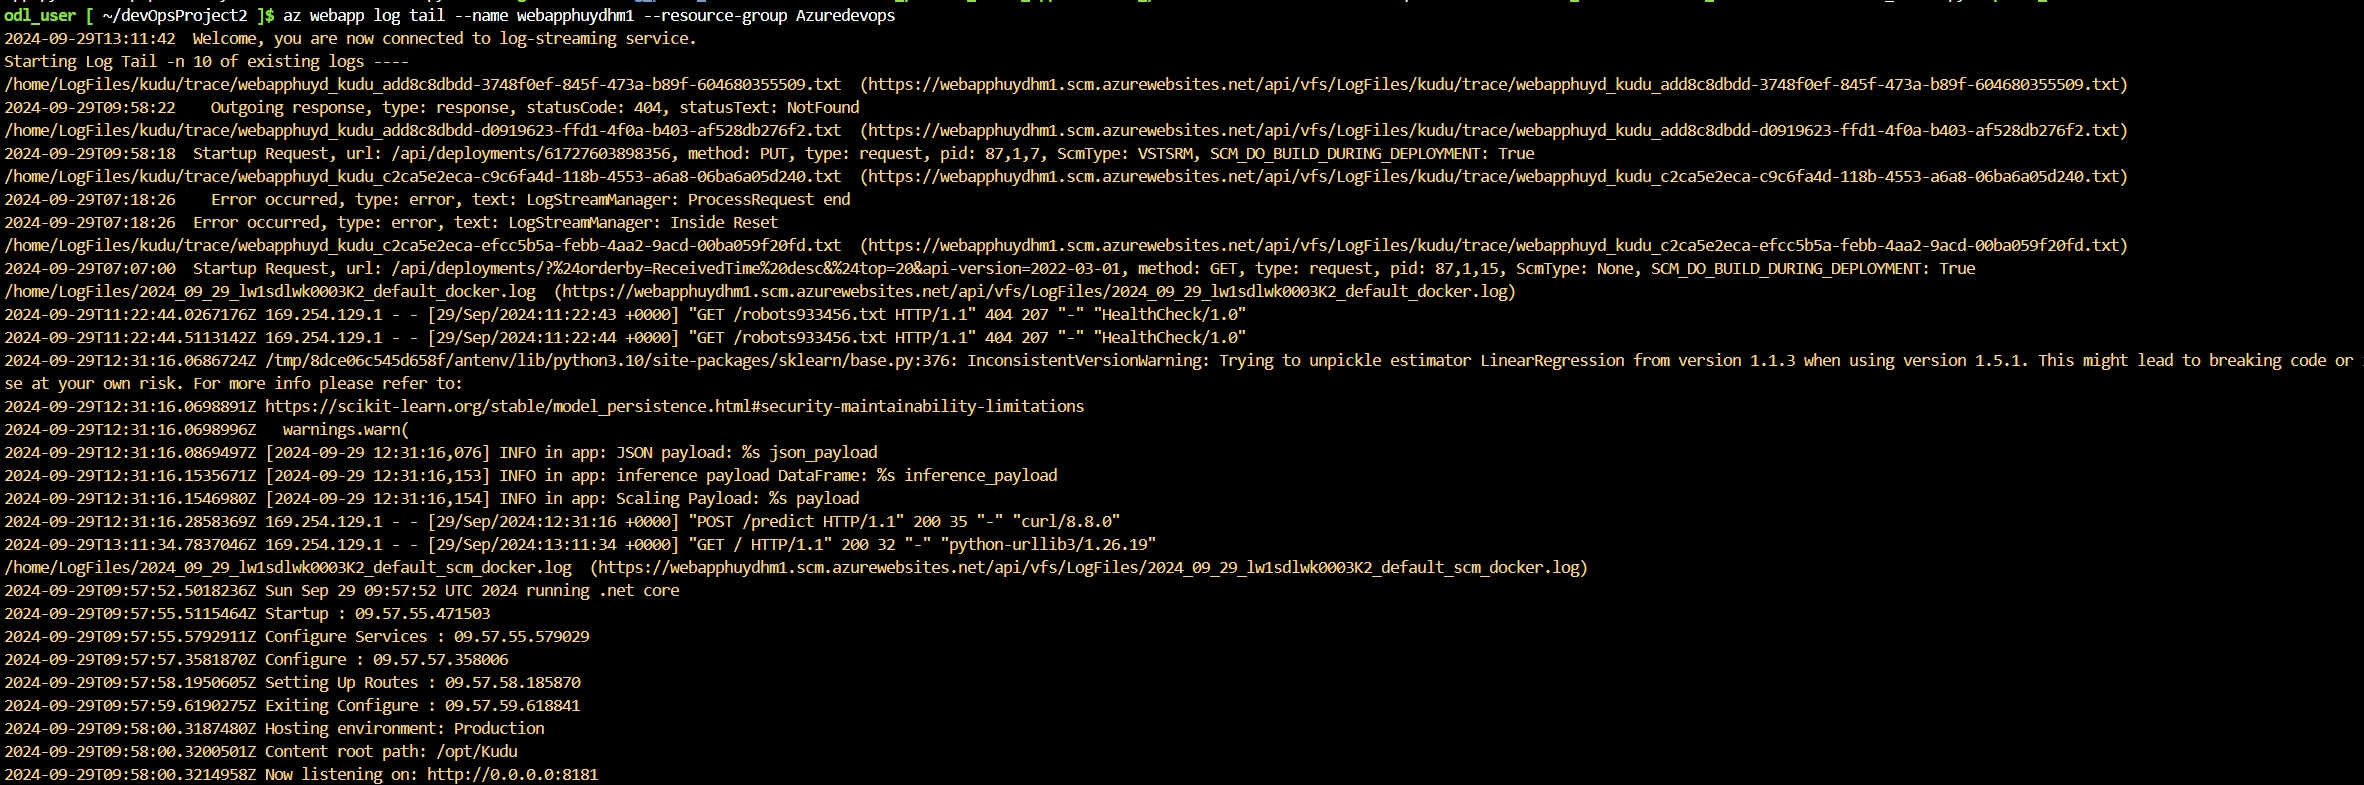 odl_user [ ~/devOpsProject2 ]$ az webapp log tail --name webapphuydhm1 --resource-group Azuredevops
2024-09-29T13:11:42  Welcome, you are now connected to log-streaming service.
Starting Log Tail -n 10 of existing logs ----
/home/LogFiles/kudu/trace/webapphuyd_kudu_add8c8dbdd-3748f0ef-845f-473a-b89f-604680355509.txt  (https://webapphuydhm1.scm.azurewebsites.net/api/vfs/LogFiles/kudu/trace/webapphuyd_kudu_add8c8dbdd-3748f0ef-845f-473a-b89f-604680355509.txt)
2024-09-29T09:58:22    Outgoing response, type: response, statusCode: 404, statusText: NotFound
/home/LogFiles/kudu/trace/webapphuyd_kudu_add8c8dbdd-d0919623-ffd1-4f0a-b403-af528db276f2.txt  (https://webapphuydhm1.scm.azurewebsites.net/api/vfs/LogFiles/kudu/trace/webapphuyd_kudu_add8c8dbdd-d0919623-ffd1-4f0a-b403-af528db276f2.txt)
2024-09-29T09:58:18  Startup Request, url: /api/deployments/61727603898356, method: PUT, type: request, pid: 87,1,7, ScmType: VSTSRM, SCM_DO_BUILD_DURING_DEPLOYMENT: True
/home/LogFiles/kudu/trace/webapphuyd_kudu_c2ca5e2eca-c9c6fa4d-118b-4553-a6a8-06ba6a05d240.txt  (https://webapphuydhm1.scm.azurewebsites.net/api/vfs/LogFiles/kudu/trace/webapphuyd_kudu_c2ca5e2eca-c9c6fa4d-118b-4553-a6a8-06ba6a05d240.txt)
2024-09-29T07:18:26    Error occurred, type: error, text: LogStreamManager: ProcessRequest end
2024-09-29T07:18:26  Error occurred, type: error, text: LogStreamManager: Inside Reset
/home/LogFiles/kudu/trace/webapphuyd_kudu_c2ca5e2eca-efcc5b5a-febb-4aa2-9acd-00ba059f20fd.txt  (https://webapphuydhm1.scm.azurewebsites.net/api/vfs/LogFiles/kudu/trace/webapphuyd_kudu_c2ca5e2eca-efcc5b5a-febb-4aa2-9acd-00ba059f20fd.txt)
2024-09-29T07:07:00  Startup Request, url: /api/deployments/?%24orderby=ReceivedTime%20desc&%24top=20&api-version=2022-03-01, method: GET, type: request, pid: 87,1,15, ScmType: None, SCM_DO_BUILD_DURING_DEPLOYMENT: True
/home/LogFiles/2024_09_29_lw1sdlwk0003K2_default_docker.log  (https://webapphuydhm1.scm.azurewebsites.net/api/vfs/LogFiles/2024_09_29_lw1sdlwk0003K2_default_docker.log)
2024-09-29T11:22:44.0267176Z 169.254.129.1 - - [29/Sep/2024:11:22:43 +0000] "GET /robots933456.txt HTTP/1.1" 404 207 "-" "HealthCheck/1.0"
2024-09-29T11:22:44.5113142Z 169.254.129.1 - - [29/Sep/2024:11:22:44 +0000] "GET /robots933456.txt HTTP/1.1" 404 207 "-" "HealthCheck/1.0"
2024-09-29T12:31:16.0686724Z /tmp/8dce06c545d658f/antenv/lib/python3.10/site-packages/sklearn/base.py:376: InconsistentVersionWarning: Trying to unpickle estimator LinearRegression from version 1.1.3 when using version 1.5.1. This might lead to breaking code or
se at your own risk. For more info please refer to:
2024-09-29T12:31:16.0698891Z https://scikit-learn.org/stable/model_persistence.html#security-maintainability-limitations
2024-09-29T12:31:16.0698996Z   warnings.warn(
2024-09-29T12:31:16.0869497Z [2024-09-29 12:31:16,076] INFO in app: JSON payload: %s json_payload
2024-09-29T12:31:16.1535671Z [2024-09-29 12:31:16,153] INFO in app: inference payload DataFrame: %s inference_payload
2024-09-29T12:31:16.1546980Z [2024-09-29 12:31:16,154] INFO in app: Scaling Payload: %s payload
2024-09-29T12:31:16.2858369Z 169.254.129.1 - - [29/Sep/2024:12:31:16 +0000] "POST /predict HTTP/1.1" 200 35 "-" "curl/8.8.0"
2024-09-29T13:11:34.7837046Z 169.254.129.1 - - [29/Sep/2024:13:11:34 +0000] "GET / HTTP/1.1" 200 32 "-" "python-urllib3/1.26.19"
/home/LogFiles/2024_09_29_lw1sdlwk0003K2_default_scm_docker.log  (https://webapphuydhm1.scm.azurewebsites.net/api/vfs/LogFiles/2024_09_29_lw1sdlwk0003K2_default_scm_docker.log)
2024-09-29T09:57:52.5018236Z Sun Sep 29 09:57:52 UTC 2024 running .net core
2024-09-29T09:57:55.5115464Z Startup : 09.57.55.471503
2024-09-29T09:57:55.5792911Z Configure Services : 09.57.55.579029
2024-09-29T09:57:57.3581870Z Configure : 09.57.57.358006
2024-09-29T09:57:58.1950605Z Setting Up Routes : 09.57.58.185870
2024-09-29T09:57:59.6190275Z Exiting Configure : 09.57.59.618841
2024-09-29T09:58:00.3187480Z Hosting environment: Production
2024-09-29T09:58:00.3200501Z Content root path: /opt/Kudu
2024-09-29T09:58:00.3214958Z Now listening on: http://0.0.0.0:8181